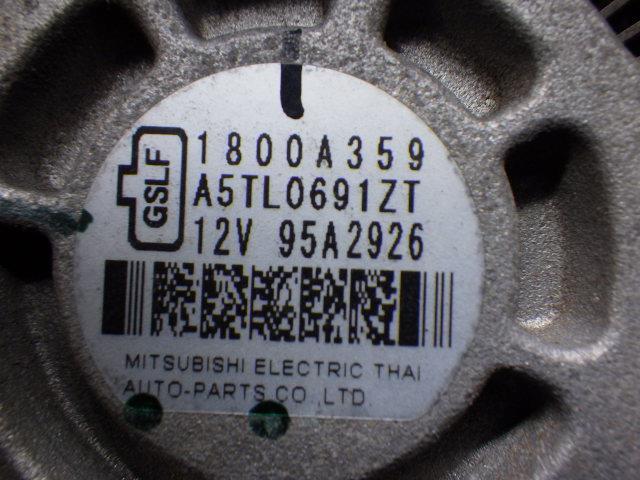 GSLF
1800A359
A5TL0691ZT
12V 95A2926
MITSUBISHI ELECTRIC THAI
AUTO-PARTS.CO.,LTD.